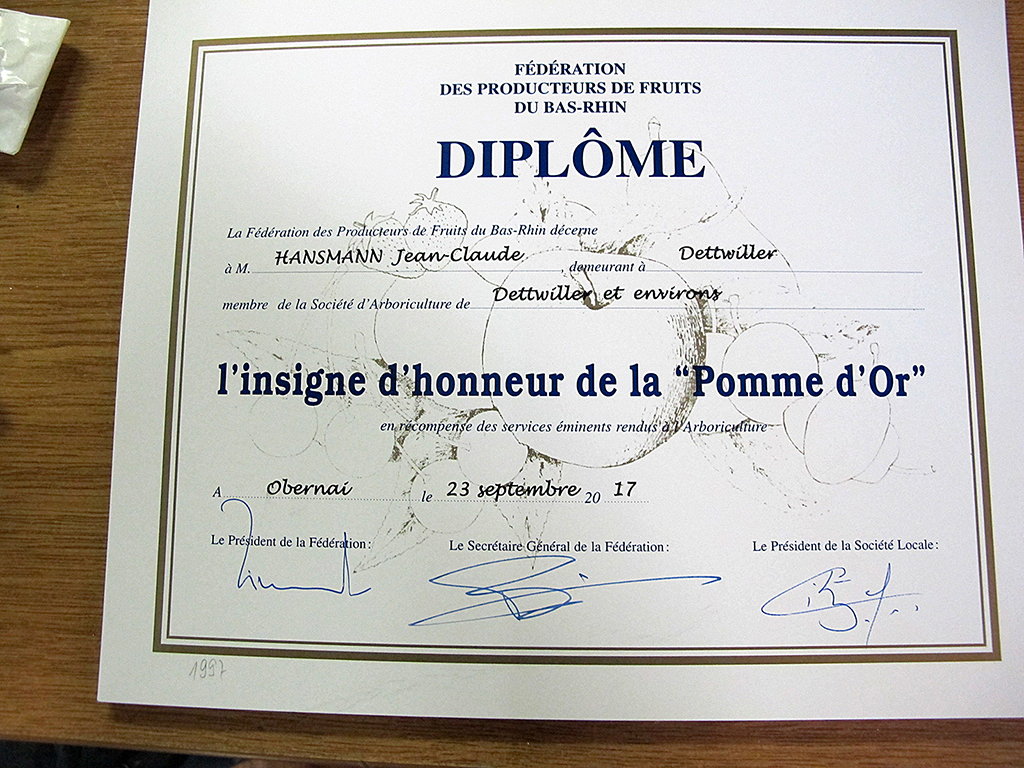 FÉDÉRATION
DES PRODUCTEURS DE FRUITS
DU BAS-RHIN
DIPLÔME
La Fédération des Producteurs de Fruits du Bas-Rhin décerne
à M. HANSMANN Jean-Claude, demeurant à Dettwiller
membre de la Société d'Arboriculture de Dettwiller et environs
l'insigne d'honneur de la “Pomme d'Or”
en récompense des services éminents rendus à l'Arboriculture
A Obernai le 23 septembre 2017
Le Président de la Fédération : Le Secrétaire Général de la Fédération : Le Président de la Société Locale :
1997